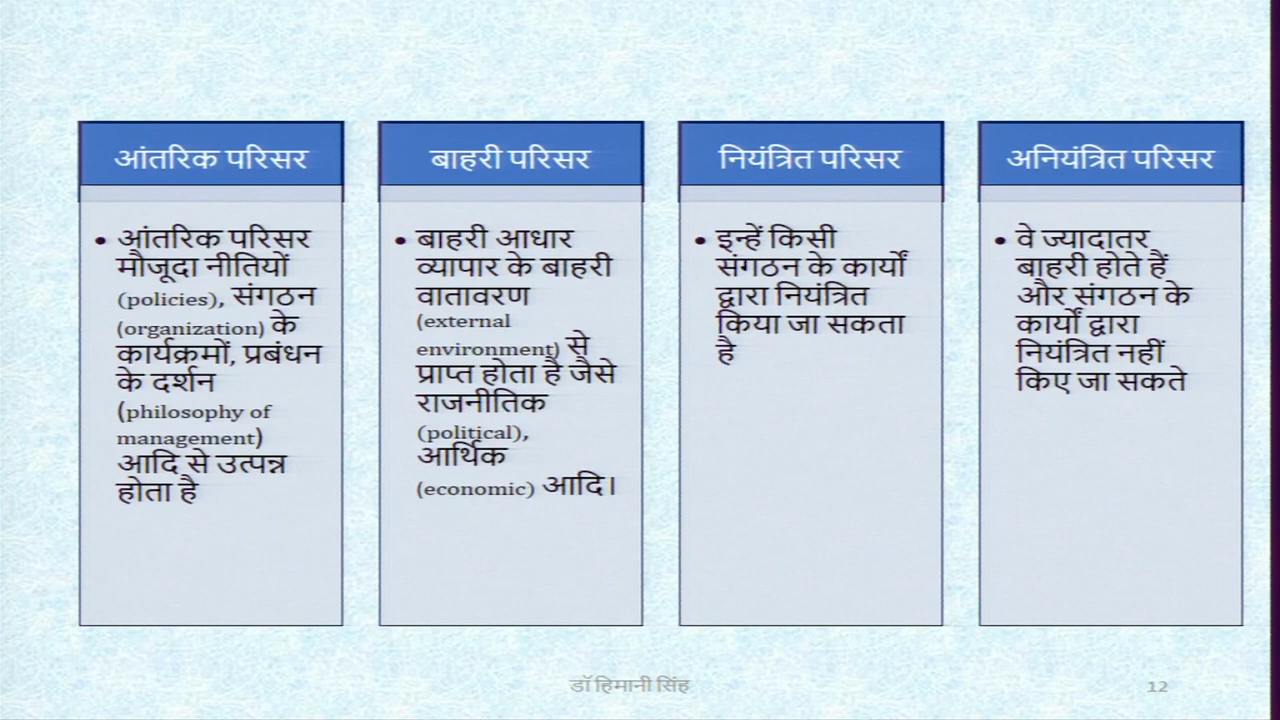 आंतरिक परिसर
• आंतरिक परिसर
मौजूदा नीतियों
(policies), संगठन
(organization) के
कार्यक्रमों, प्रबंधन
के दर्शन
(philosophy of
management)
आदि से उत्पन्न
होता है
बाहरी परिसर
• बाहरी आधार
व्यापार के बाहरी
वातावरण
(external
environment) से
प्राप्त होता है जैसे
राजनीतिक
(political),
आर्थिक
(economic) आदि।
नियंत्रित परिसर
• इन्हें किसी
संगठन के कार्यों
द्वारा नियंत्रित
किया जा सकता
है
अनियंत्रित परिसर
• वे ज्यादातर
बाहरी होते हैं
और संगठन के
कार्यों द्वारा
नियंत्रित नहीं
किए जा सकते
डॉ हिमानी सिंह
12